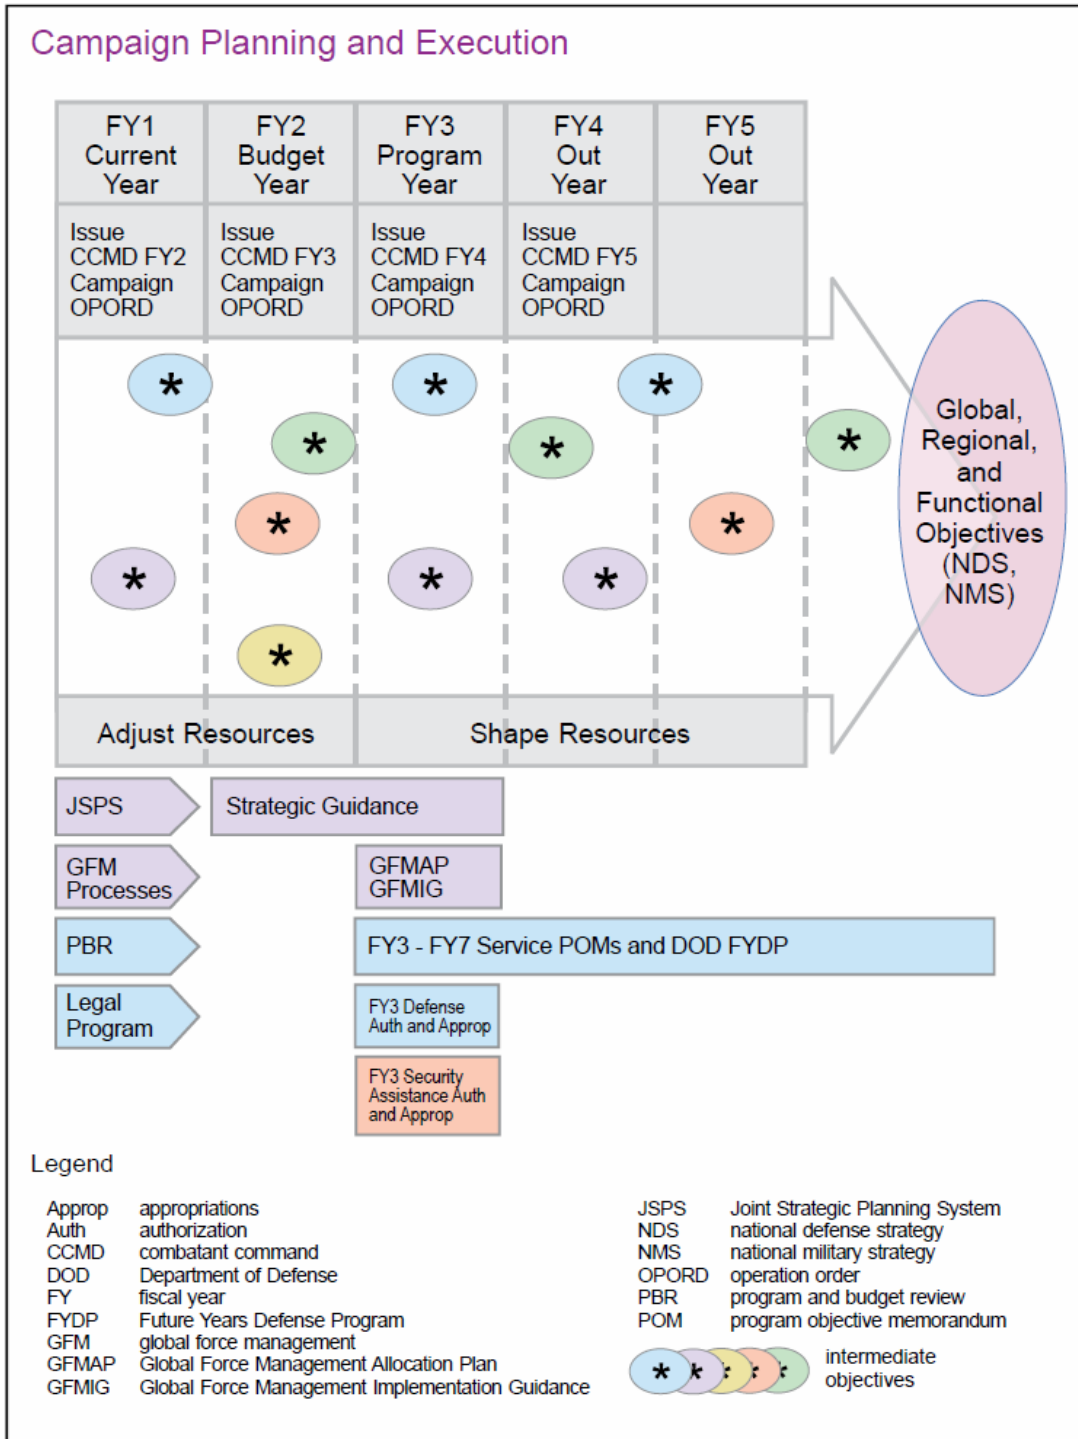 Campaign Planning and Execution
FY1
Current
Year
FY2
Budget
Year
FY3
Program
Year
FY4
Out
Year
FY5
Out
Year
Issue
CCMD FY2
Campaign
OPORD
Issue
CCMD FY3
Campaign
OPORD
Issue
CCMD FY4
Campaign
OPORD
Issue
CCMD FY5
Campaign
OPORD
*
*
*
*
*
*
*
*
*
*
*
*
Global,
Regional,
and
Functional
Objectives
(NDS,
NMS)
Adjust Resources
Shape Resources
JSPS
Strategic Guidance
GFM
Processes
GFMAP
GFMIG
PBR
FY3 - FY7 Service POMs and DOD FYDP
Legal
Program
FY3 Defense
Auth and Approp
FY3 Security
Assistance Auth
and Approp
Legend
Approp appropriations
Auth authorization
CCMD combatant command
DOD Department of Defense
FY fiscal year
FYDP Future Years Defense Program
GFM global force management
GFMAP Global Force Management Allocation Plan
GFMIG Global Force Management Implementation Guidance
JSPS Joint Strategic Planning System
NDS national defense strategy
NMS national military strategy
OPORD operation order
PBR program and budget review
POM program objective memorandum
* * * * * intermediate
objectives